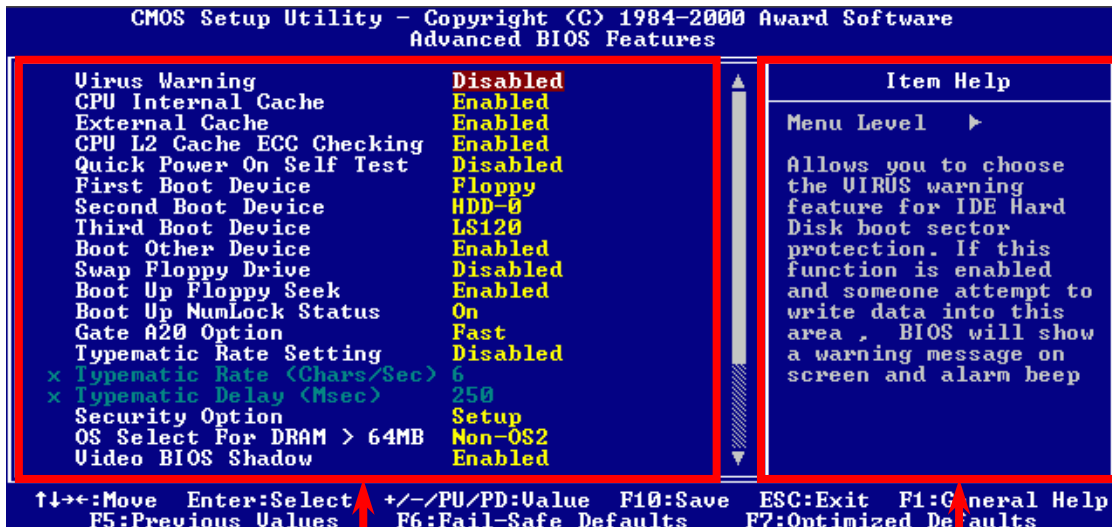 CMOS Setup Utility – Copyright (C) 1984-2000 Award Software
Advanced BIOS Features
Virus Warning Disabled
CPU Internal Cache Enabled
External Cache Enabled
CPU L2 Cache ECC Checking Enabled
Quick Power On Self Test Disabled
First Boot Device Floppy
Second Boot Device HDD-0
Third Boot Device LS120
Boot Other Device Enabled
Swap Floppy Drive Disabled
Boot Up Floppy Seek Enabled
Boot Up NumLock Status On
Gate A20 Option Fast
Typematic Rate Setting Disabled
x Typematic Rate (Chars/Sec) 6
x Typematic Delay (Msec) 250
Security Option Setup
OS Select For DRAM > 64MB Non-OS2
Video BIOS Shadow Enabled
Item Help
Menu Level ▶
Allows you to choose
the VIRUS warning
feature for IDE Hard
Disk boot sector
protection. If this
function is enabled
and someone attempt to
write data into this
area , BIOS will show
a warning message on
screen and alarm beep
↑↓→←:Move Enter:Select +/-/PU/PD:Value F10:Save ESC:Exit F1:General Help
F5:Previous Values F6:Fail-Safe Defaults F7:Optimized Defaults